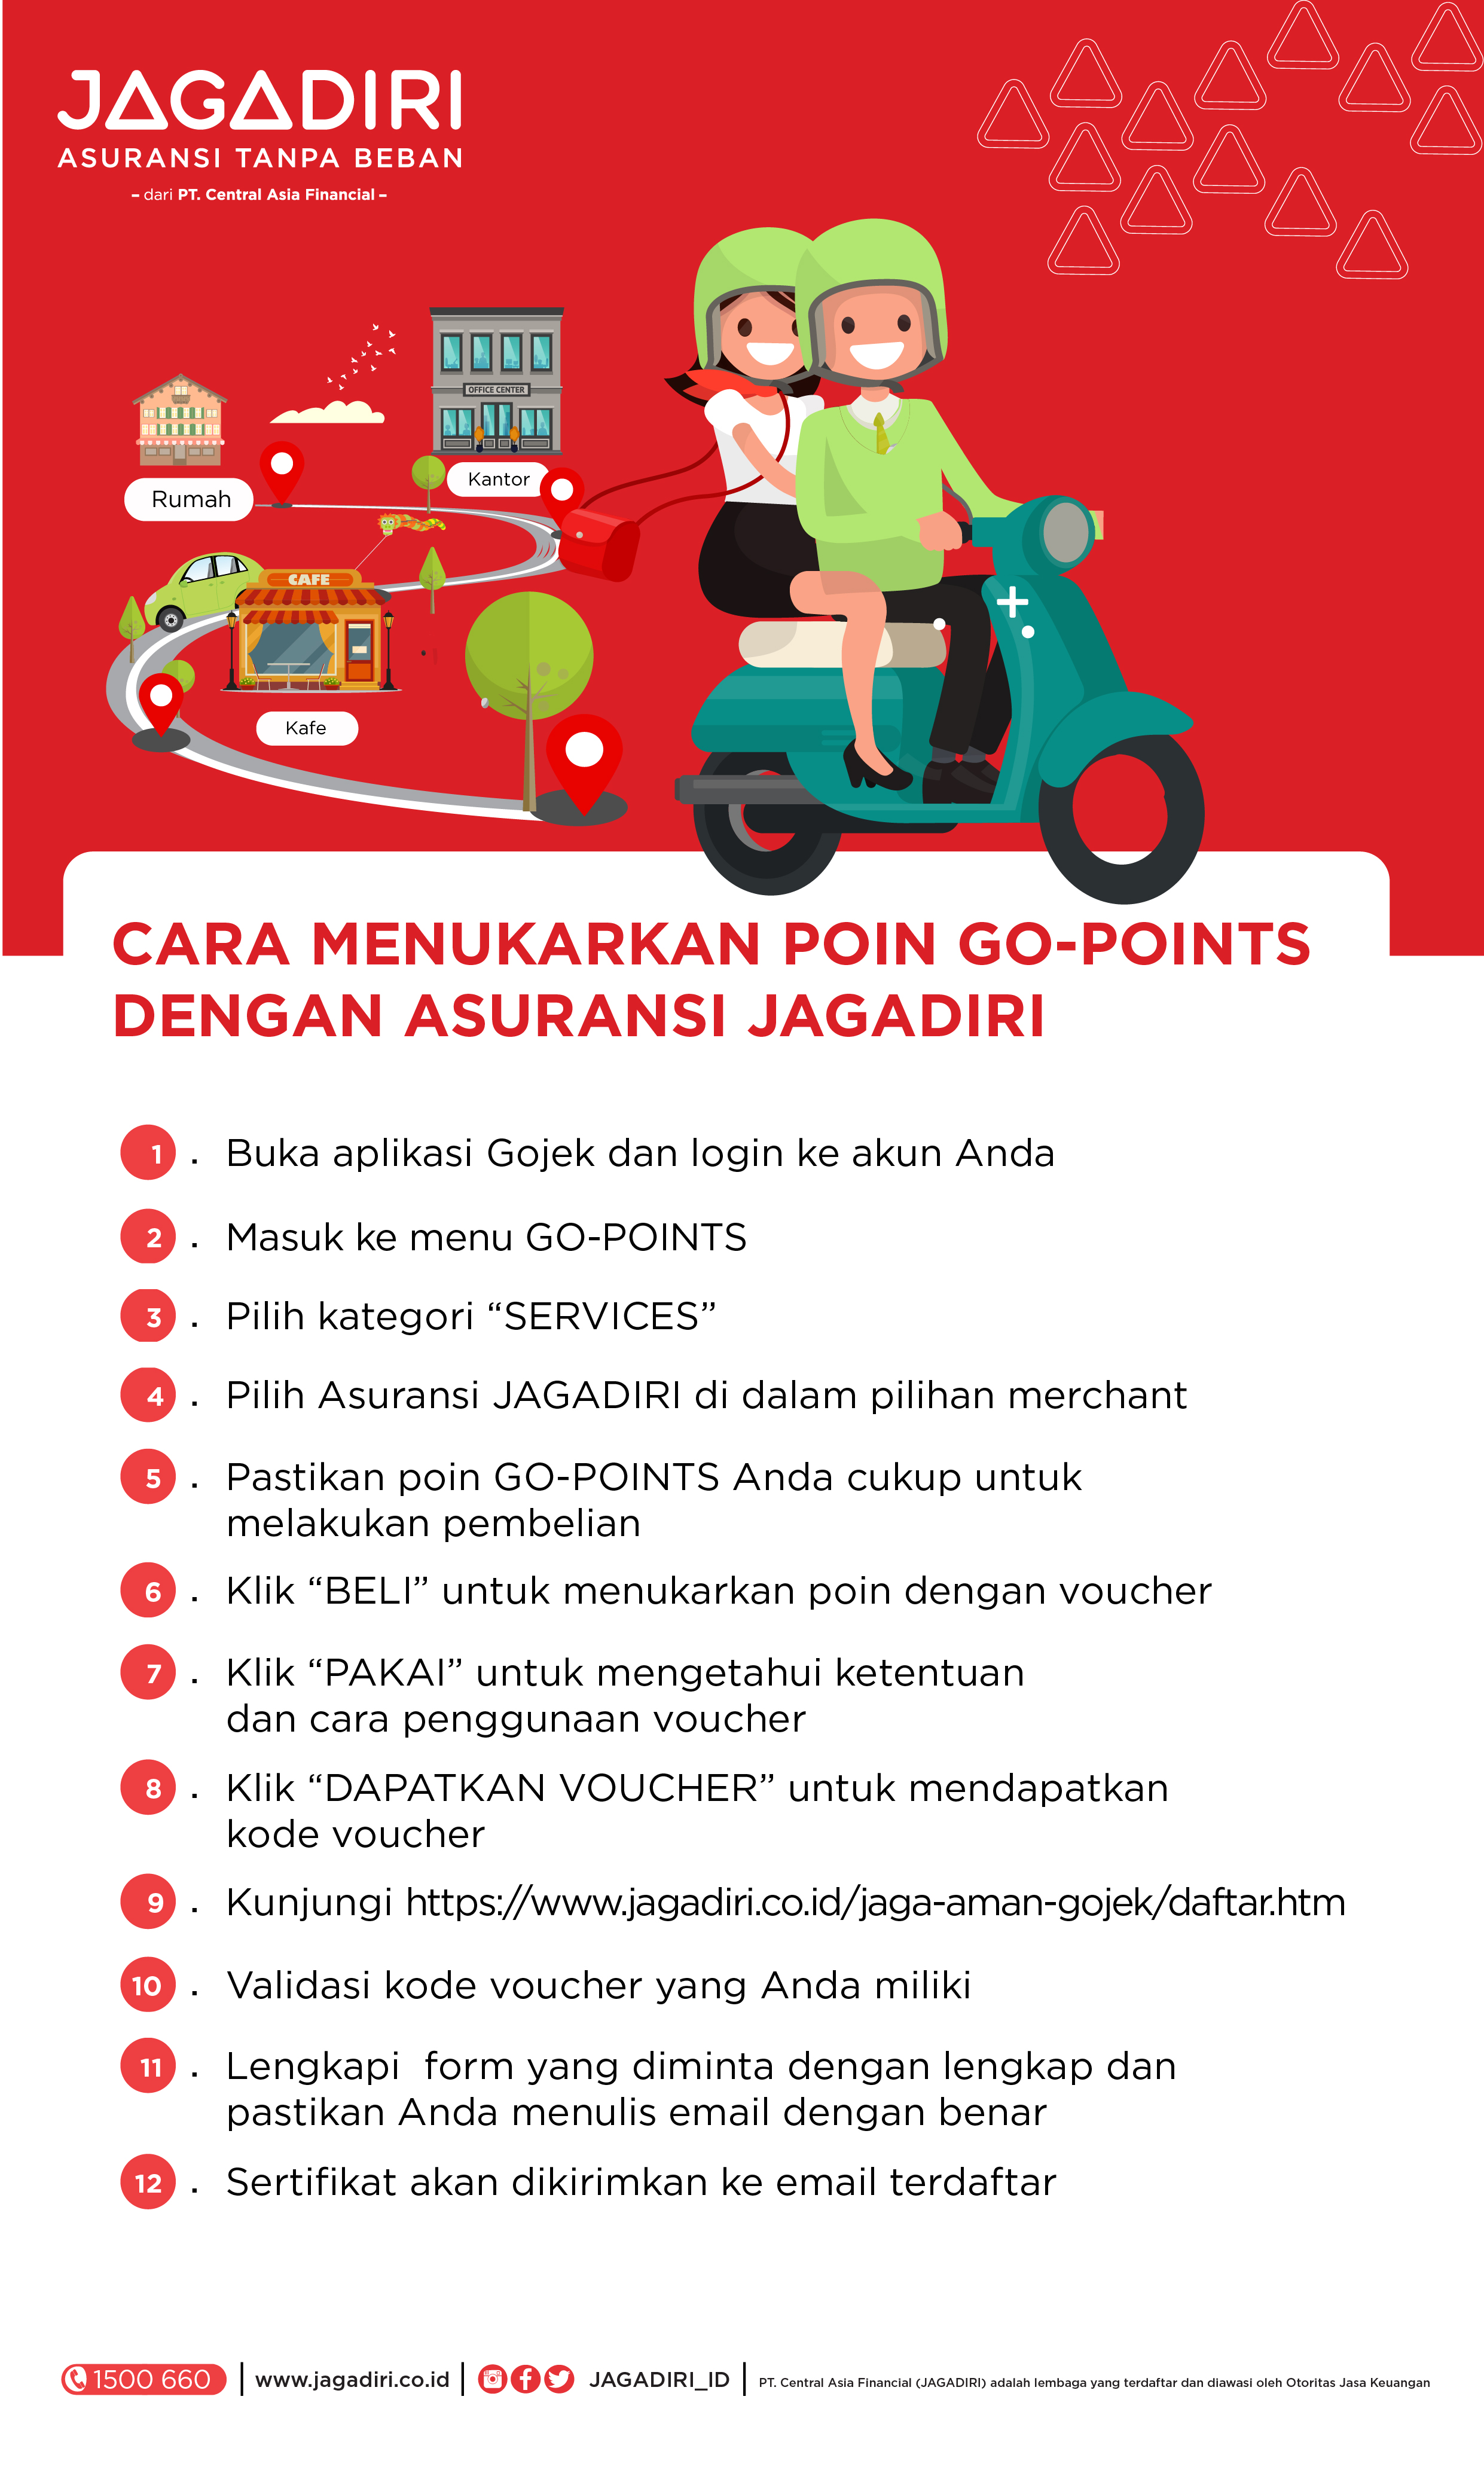 JAGADIRI
ASURANSI TANPA BEBAN
– dari PT. Central Asia Financial –
OFFICE CENTER
Kantor
Rumah
CAFE
Kafe
CARA MENUKARKAN POIN GO-POINTS
DENGAN ASURANSI JAGADIRI
1 . Buka aplikasi Gojek dan login ke akun Anda
2 . Masuk ke menu GO-POINTS
3 . Pilih kategori “SERVICES”
4 . Pilih Asuransi JAGADIRI di dalam pilihan merchant
5 . Pastikan poin GO-POINTS Anda cukup untuk
melakukan pembelian
6 . Klik “BELI” untuk menukarkan poin dengan voucher
7 . Klik “PAKAI” untuk mengetahui ketentuan
dan cara penggunaan voucher
8 . Klik “DAPATKAN VOUCHER” untuk mendapatkan
kode voucher
9 . Kunjungi https://www.jagadiri.co.id/jaga-aman-gojek/daftar.htm
10 . Validasi kode voucher yang Anda miliki
11 . Lengkapi  form yang diminta dengan lengkap dan
pastikan Anda menulis email dengan benar
12 . Sertifikat akan dikirimkan ke email terdaftar
1500 660 | www.jagadiri.co.id | JAGADIRI_ID | PT. Central Asia Financial (JAGADIRI) adalah lembaga yang terdaftar dan diawasi oleh Otoritas Jasa Keuangan